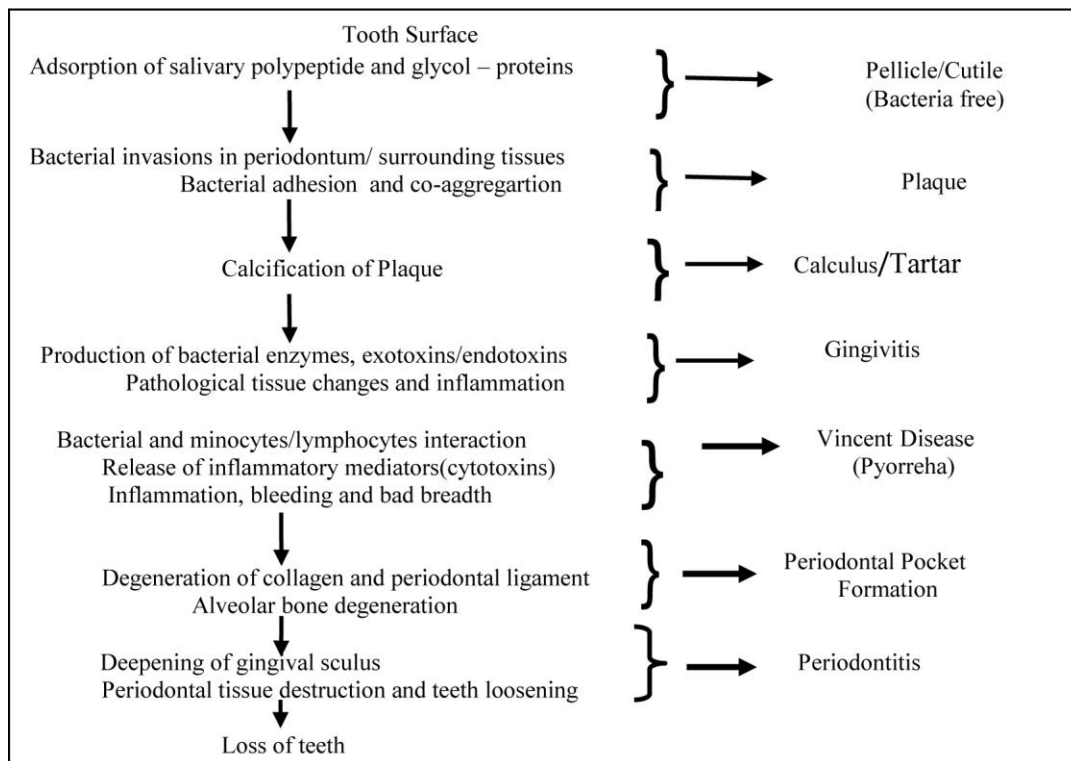 Tooth Surface
Adsorption of salivary polypeptide and glycol – proteins
Pellicle/Cutile
(Bacteria free)
Bacterial invasions in periodontum/ surrounding tissues
Bacterial adhesion and co-aggregartion
Plaque
Calcification of Plaque
Calculus/Tartar
Production of bacterial enzymes, exotoxins/endotoxins
Pathological tissue changes and inflammation
Gingivitis
Bacterial and minocytes/lymphocytes interaction
Release of inflammatory mediators(cytotoxins)
Inflammation, bleeding and bad breadth
Vincent Disease
(Pyorreha)
Degeneration of collagen and periodontal ligament
Alveolar bone degeneration
Periodontal Pocket
Formation
Deepening of gingival sculus
Periodontal tissue destruction and teeth loosening
Periodontitis
Loss of teeth